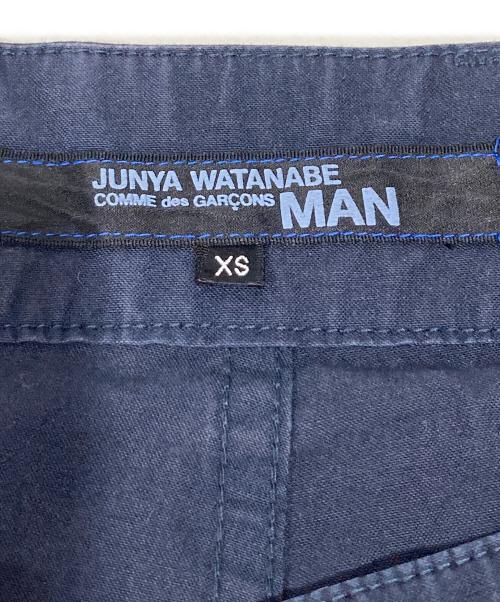 JUNYA WATANABE
COMME des GARÇONS MAN
XS